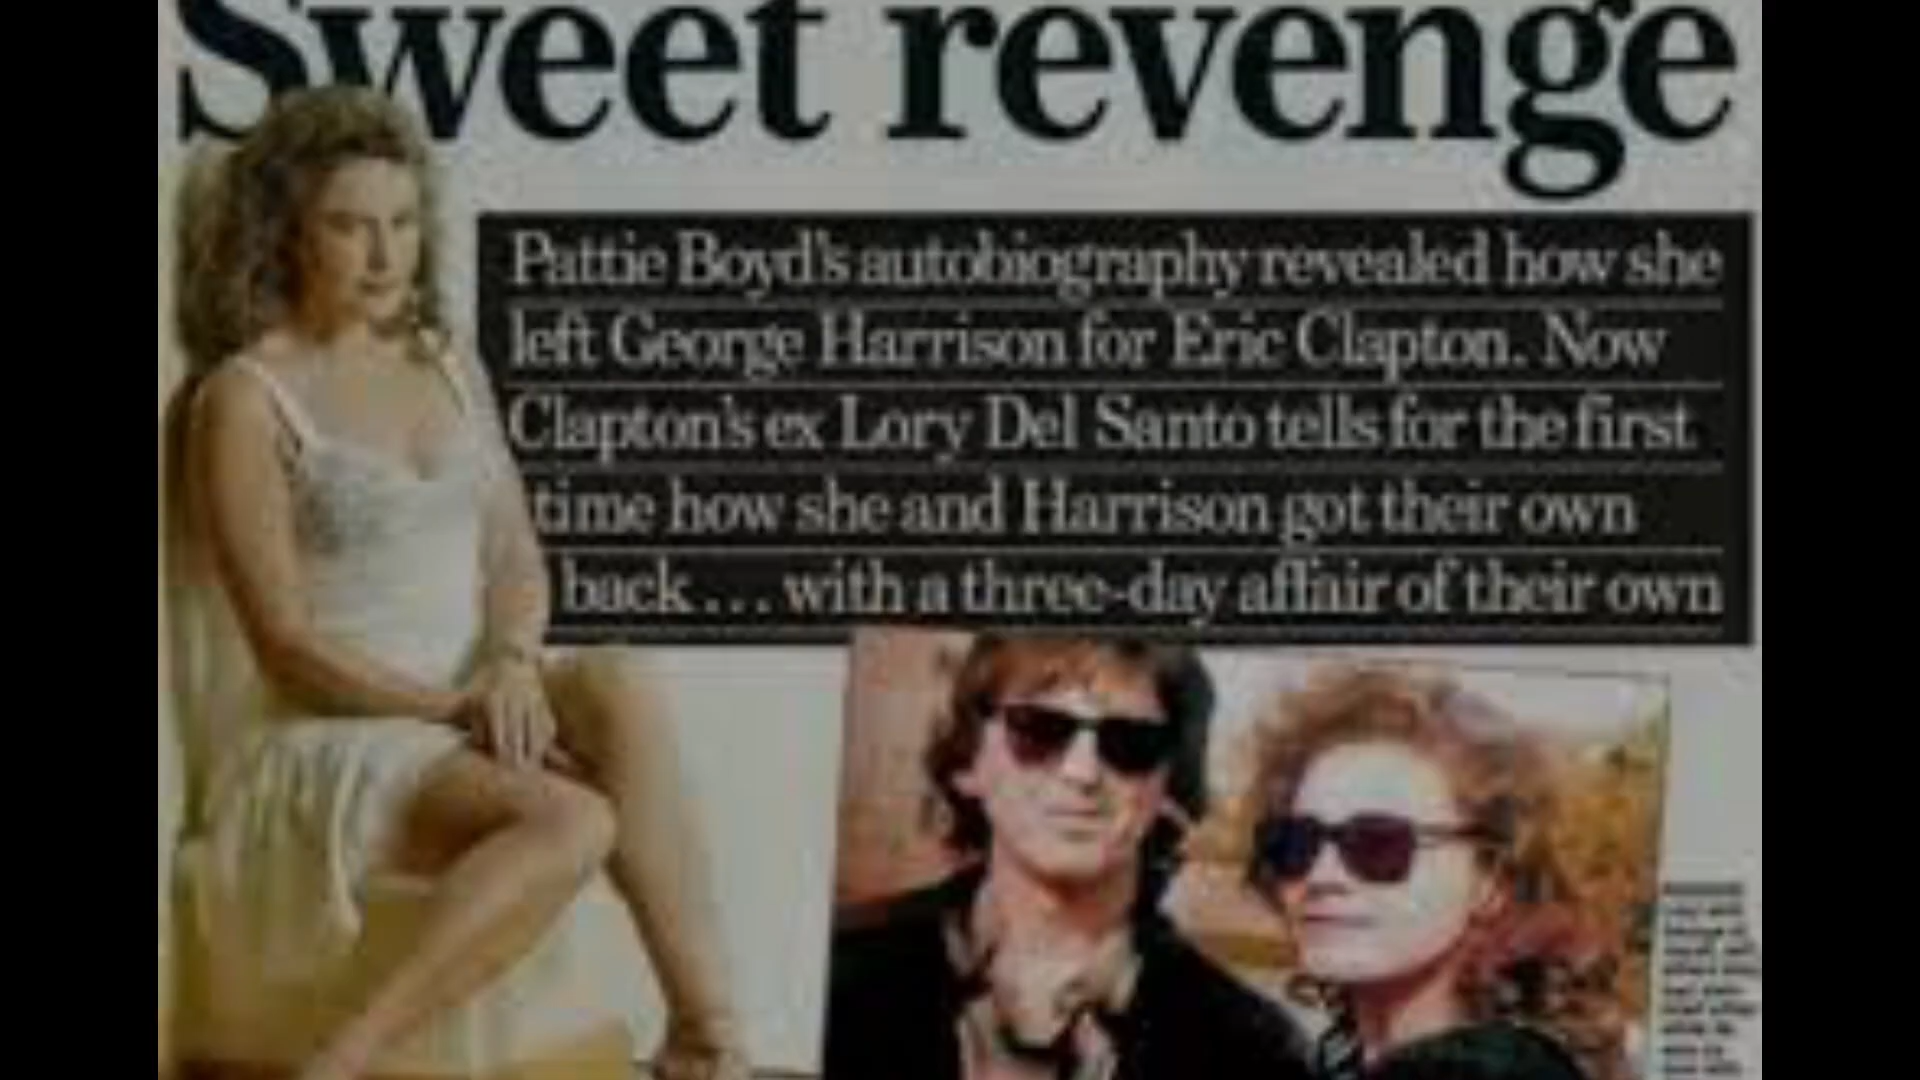 Sweet revenge
Pattie Boyd's autobiography revealed how she
left George Harrison for Eric Clapton. Now
Clapton's ex Lory Del Santo tells for the first
time how she and Harrison got their own
back... with a three-day affair of their own